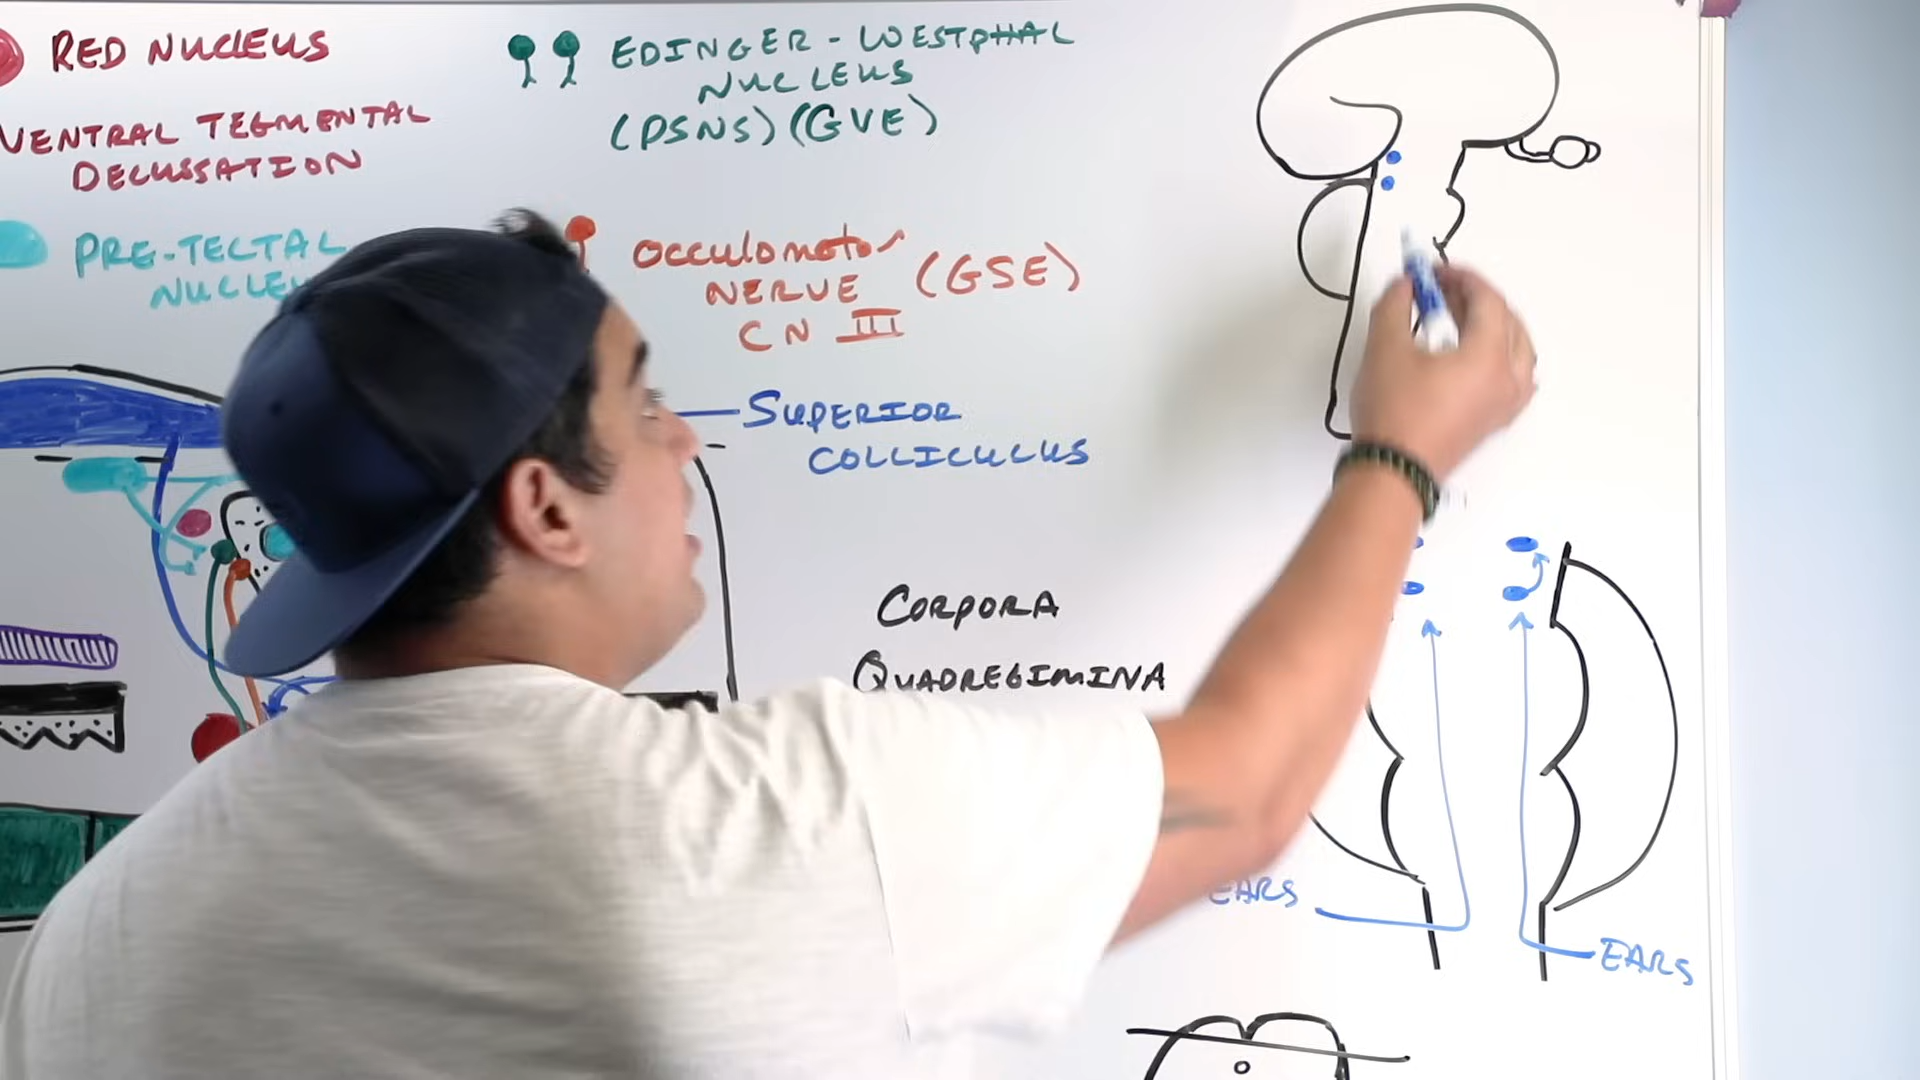 RED NUCLEUS
VENTRAL TEGMENTAL
DECUSSATION
PRE-TECTAL
EDINGER-WESTPHAL
NUCLEUS
(PSNS) (GVE)
OCCULOMOTOR
NERVE (GSE)
CN III
SUPERIOR
COLLICULUS
CORPORA
QUADREGIMINA
EARS
EARS